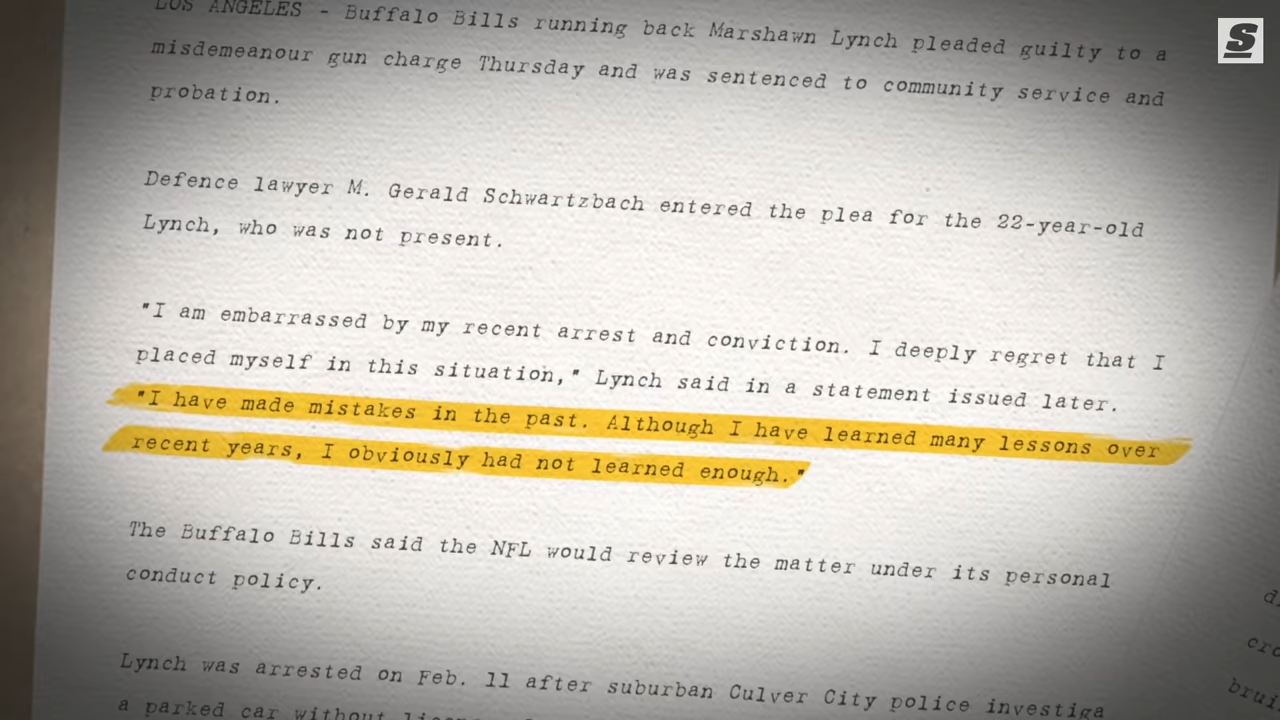 LOS ANGELES - Buffalo Bills running back Marshawn Lynch pleaded guilty to a
misdemeanour gun charge Thursday and was sentenced to community service and
probation.
Defence lawyer M. Gerald Schwartzbach entered the plea for the 22-year-old
Lynch, who was not present.
"I am embarrassed by my recent arrest and conviction. I deeply regret that I
placed myself in this situation," Lynch said in a statement issued later.
"I have made mistakes in the past. Although I have learned many lessons over
recent years, I obviously had not learned enough."
The Buffalo Bills said the NFL would review the matter under its personal
conduct policy.
Lynch was arrested on Feb. 11 after suburban Culver City police investiga
a parked car without
S